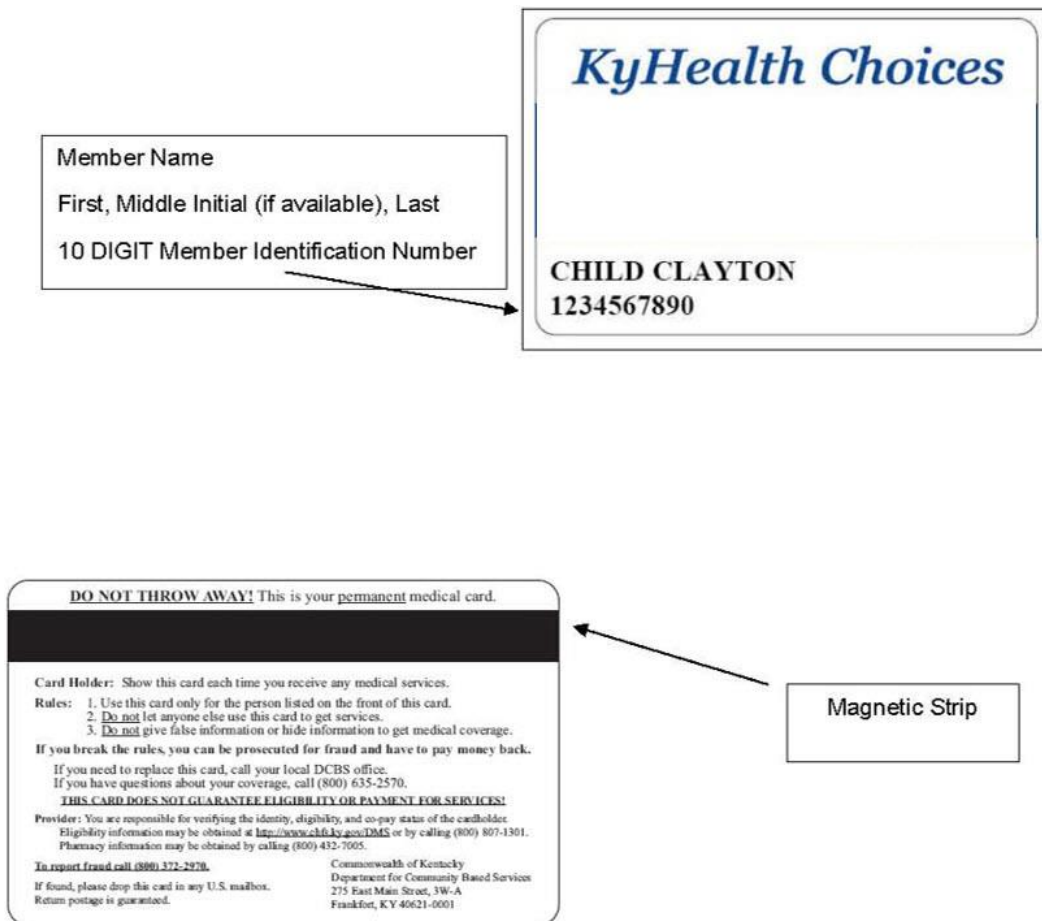 KyHealth Choices
Member Name
First, Middle Initial (if available), Last
10 DIGIT Member Identification Number
CHILD CLAYTON
1234567890
DO NOT THROW AWAY! This is your permanent medical card.
Card Holder: Show this card each time you receive any medical services.
Rules: 1. Use this card only for the person listed on the front of this card.
2. Do not let anyone else use this card to get services.
3. Do not give false information or hide information to get medical coverage.
If you break the rules, you can be prosecuted for fraud and have to pay money back.
If you need to replace this card, call your local DCBS office.
If you have questions about your coverage, call (800) 635-2570.
THIS CARD DOES NOT GUARANTEE ELIGIBILITY OR PAYMENT FOR SERVICES!
Provider: You are responsible for verifying the identity, eligibility, and co-pay status of the cardholder.
Eligibility information may be obtained at http://www.chfs.ky.gov/DMS or by calling (800) 807-1301.
Pharmacy information may be obtained by calling (800) 432-7005.
To report fraud call (800) 372-2970.
If found, please drop this card in any U.S. mailbox.
Return postage is guaranteed.
Commonwealth of Kentucky
Department for Community Based Services
275 East Main Street, 3W-A
Frankfort, KY 40621-0001
Magnetic Strip